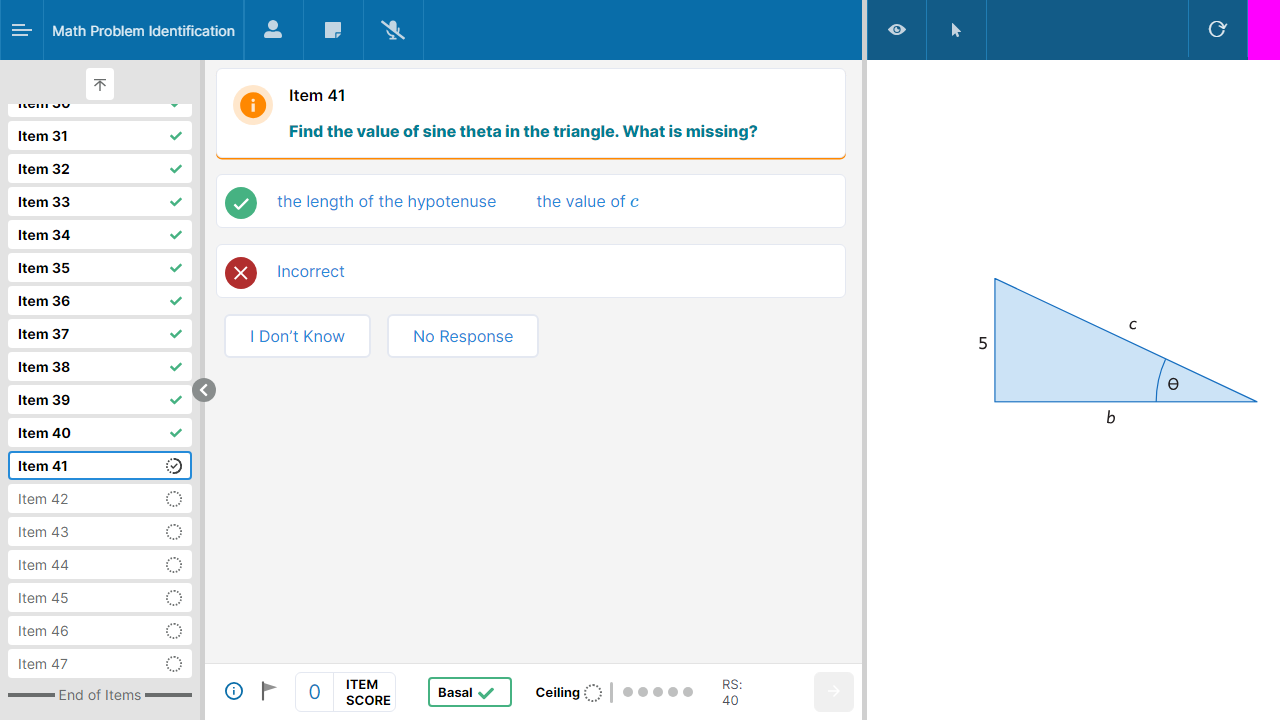 Math Problem Identification
Item 30
Item 31
Item 32
Item 33
Item 34
Item 35
Item 36
Item 37
Item 38
Item 39
Item 40
Item 41
Item 42
Item 43
Item 44
Item 45
Item 46
Item 47
End of Items
Item 41
Find the value of sine theta in the triangle. What is missing?
the length of the hypotenuse the value of c
Incorrect
I Don’t Know No Response
0 ITEM SCORE
Basal
Ceiling
RS: 40
5
c
Θ
b